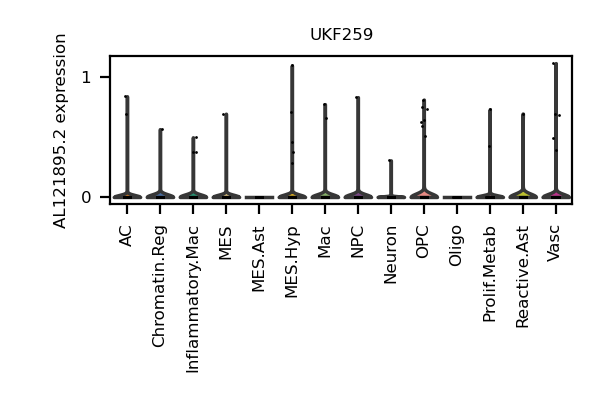 UKF259
AL121895.2 expression
1
0
AC
Chromatin.Reg
Inflammatory.Mac
MES
MES.Ast
MES.Hyp
Mac
NPC
Neuron
OPC
Oligo
Prolif.Metab
Reactive.Ast
Vasc